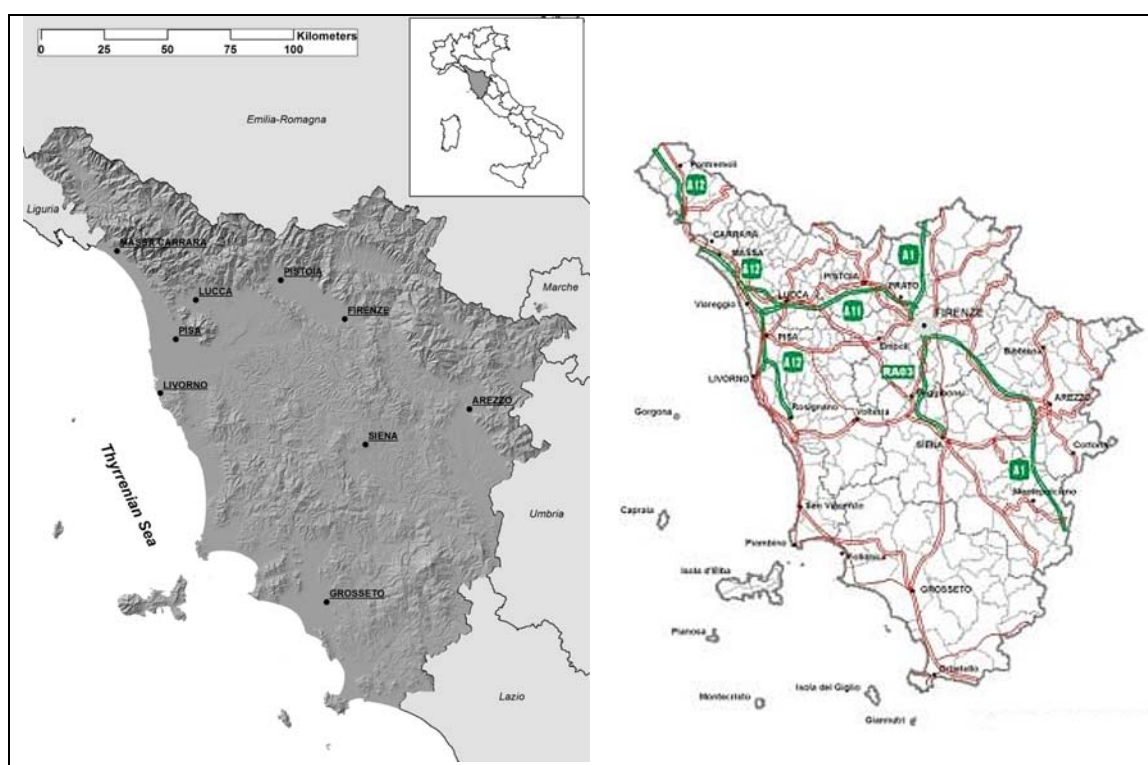 Kilometers
0 25 50 75 100
Emilia-Romagna
Liguria
MASSA CARRARA
PISTOIA
LUCCA
Marche
FIRENZE
PISA
LIVORNO
AREZZO
SIENA
Thyrrenian Sea
Umbria
GROSSETO
Lazio
Pontremoli
A12
CARRARA
MASSA
A12
A1
PISTOIA
LUCCA
PRATO
Viareggio
A11
FIRENZE
PISA
Empoli
A12
RA03
LIVORNO
AREZZO
Gorgona
Rosignano
Volterra
SIENA
Cortona
A1
Montepulciano
Capraia
San Vincenzo
Piombino
Follonica
Isola d'Elba
GROSSETO
Pianosa
Orbetello
Isola del Giglio
Montecristo
Giannutri